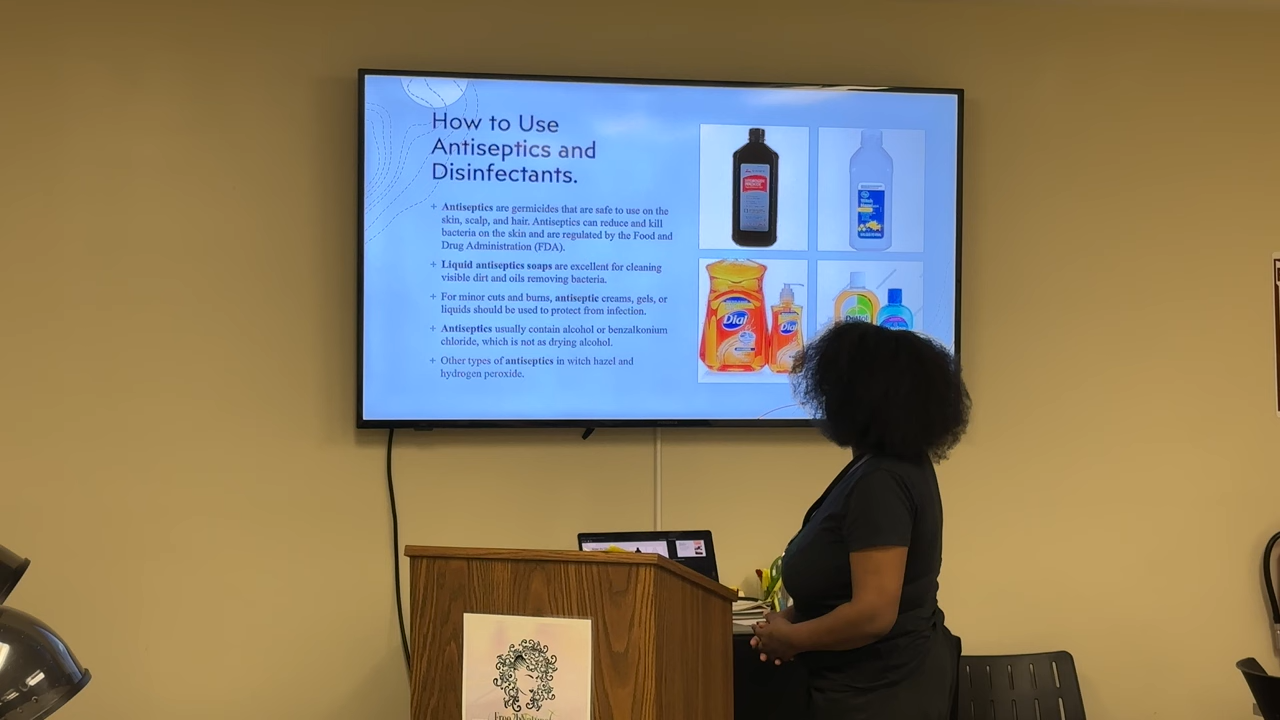 How to Use
Antiseptics and
Disinfectants.
+ Antiseptics are germicides that are safe to use on the
skin, scalp, and hair. Antiseptics can reduce and kill
bacteria on the skin and are regulated by the Food and
Drug Administration (FDA).
+ Liquid antiseptics soaps are excellent for cleaning
visible dirt and oils removing bacteria.
+ For minor cuts and burns, antiseptic creams, gels, or
liquids should be used to protect from infection.
+ Antiseptics usually contain alcohol or benzalkonium
chloride, which is not as drying alcohol.
+ Other types of antiseptics in witch hazel and
hydrogen peroxide.
Dial
Dial